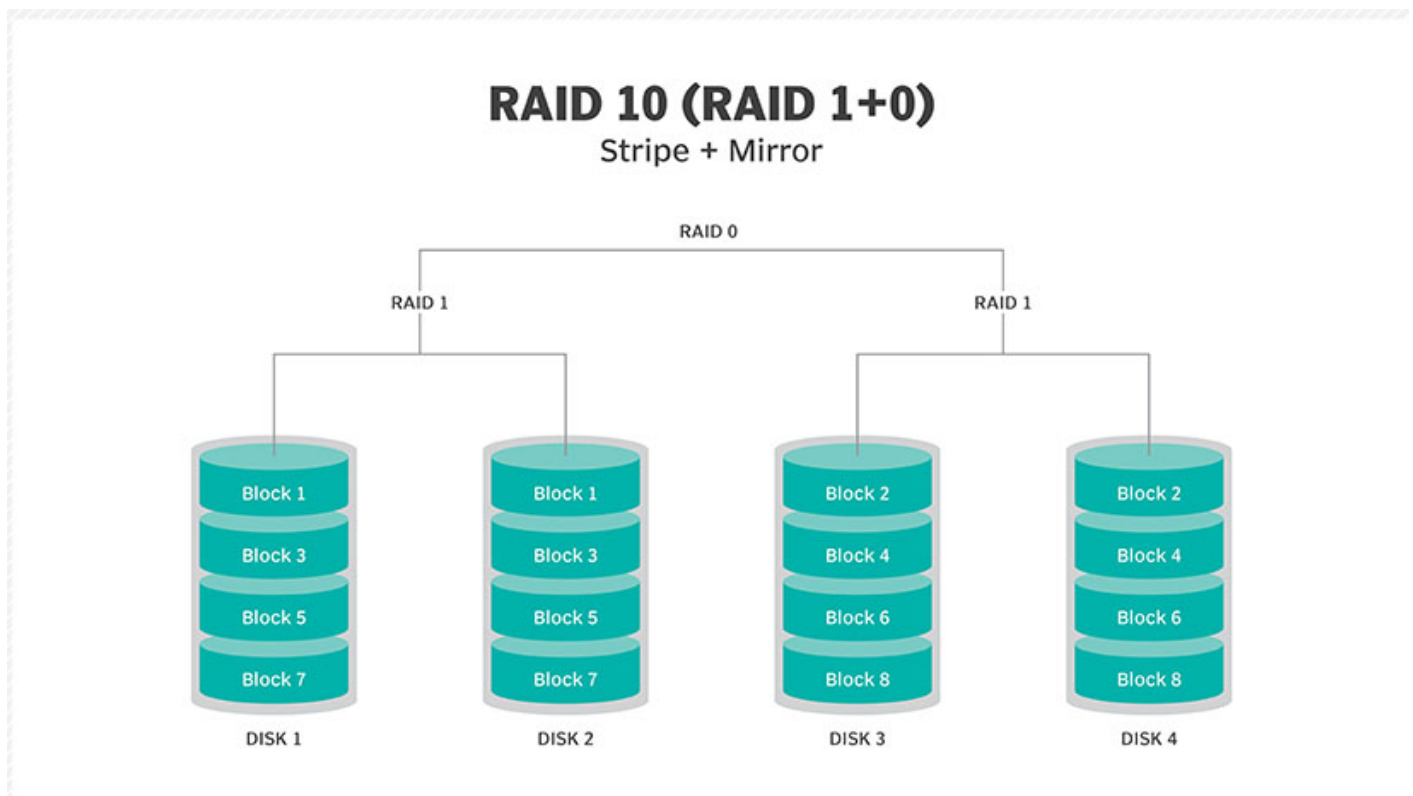 RAID 10 (RAID 1+0)
Stripe + Mirror
RAID 0
RAID 1
RAID 1
Block 1
Block 3
Block 5
Block 7
DISK 1
Block 1
Block 3
Block 5
Block 7
DISK 2
Block 2
Block 4
Block 6
Block 8
DISK 3
Block 2
Block 4
Block 6
Block 8
DISK 4